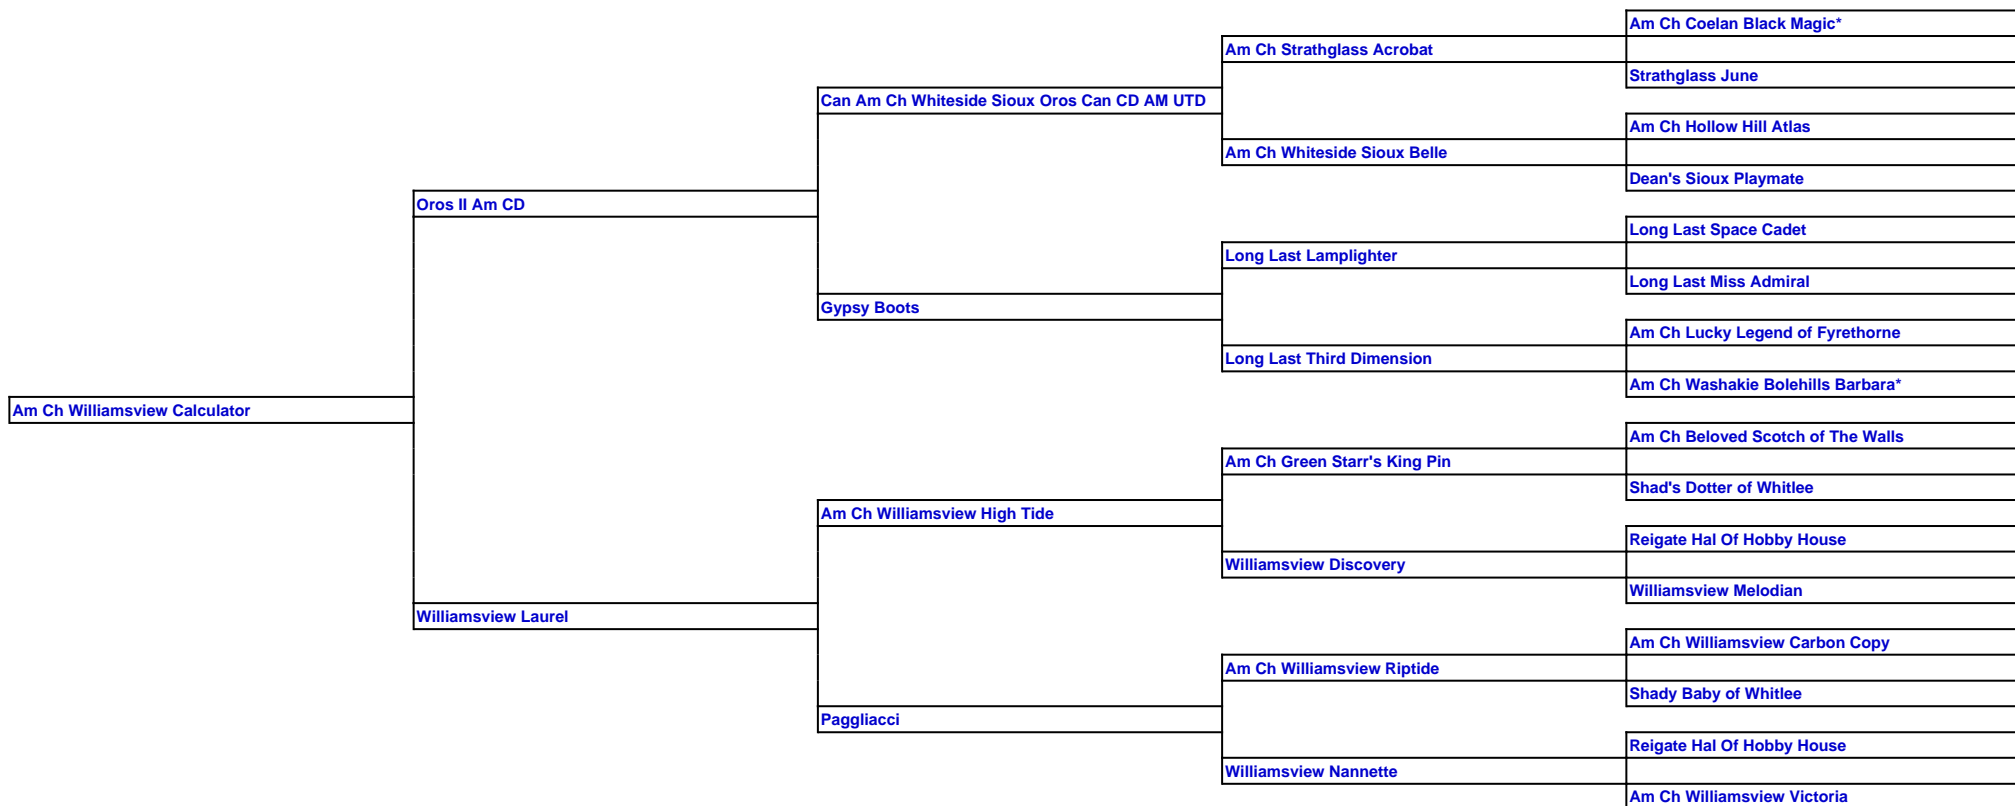 Am Ch Coelan Black Magic*
Am Ch Strathglass Acrobat
Strathglass June
Can Am Ch Whiteside Sioux Oros Can CD AM UTD
Am Ch Hollow Hill Atlas
Am Ch Whiteside Sioux Belle
Dean's Sioux Playmate
Oros II Am CD
Long Last Space Cadet
Long Last Lamplighter
Long Last Miss Admiral
Gypsy Boots
Am Ch Lucky Legend of Fyrethorne
Long Last Third Dimension
Am Ch Washakie Bolehills Barbara*
Am Ch Williamsview Calculator
Am Ch Beloved Scotch of The Walls
Am Ch Green Starr's King Pin
Shad's Dotter of Whitlee
Am Ch Williamsview High Tide
Reigate Hal Of Hobby House
Williamsview Discovery
Williamsview Melodian
Williamsview Laurel
Am Ch Williamsview Carbon Copy
Am Ch Williamsview Riptide
Shady Baby of Whitlee
Paggliacci
Reigate Hal Of Hobby House
Williamsview Nannette
Am Ch Williamsview Victoria